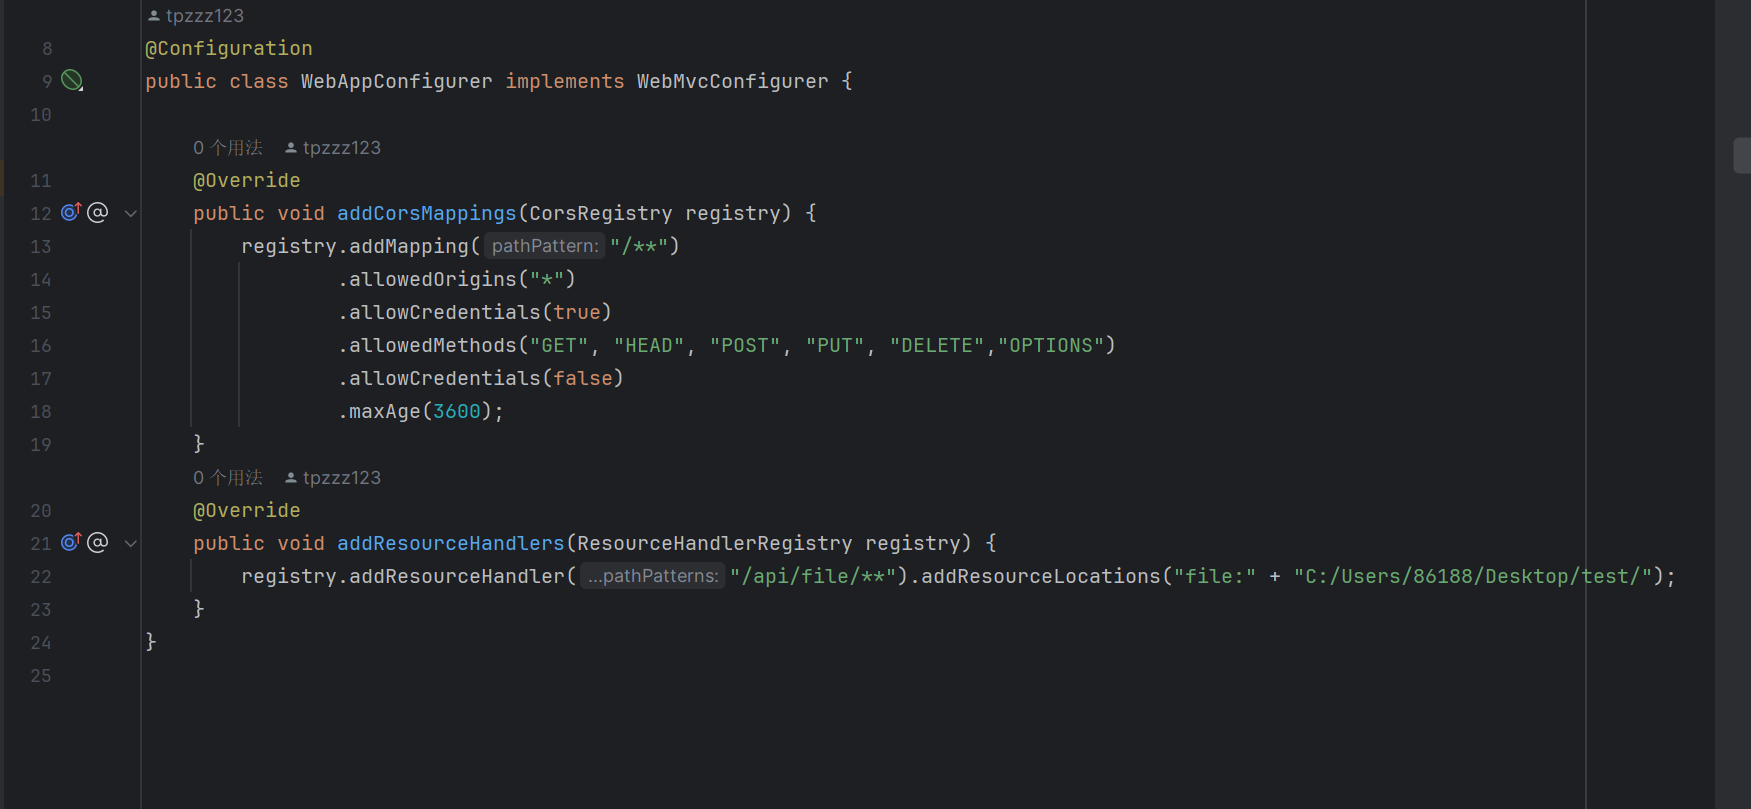 tpzzz123
8 @Configuration
9 public class WebAppConfigurer implements WebMvcConfigurer {
10
0 个用法 tpzzz123
11 @Override
12 public void addCorsMappings(CorsRegistry registry) {
13 registry.addMapping( pathPattern: "/**")
14 .allowedOrigins("*")
15 .allowCredentials(true)
16 .allowedMethods("GET", "HEAD", "POST", "PUT", "DELETE","OPTIONS")
17 .allowCredentials(false)
18 .maxAge(3600);
19 }
0 个用法 tpzzz123
20 @Override
21 public void addResourceHandlers(ResourceHandlerRegistry registry) {
22 registry.addResourceHandler( ...pathPatterns: "/api/file/**").addResourceLocations("file:" + "C:/Users/86188/Desktop/test/");
23 }
24 }
25